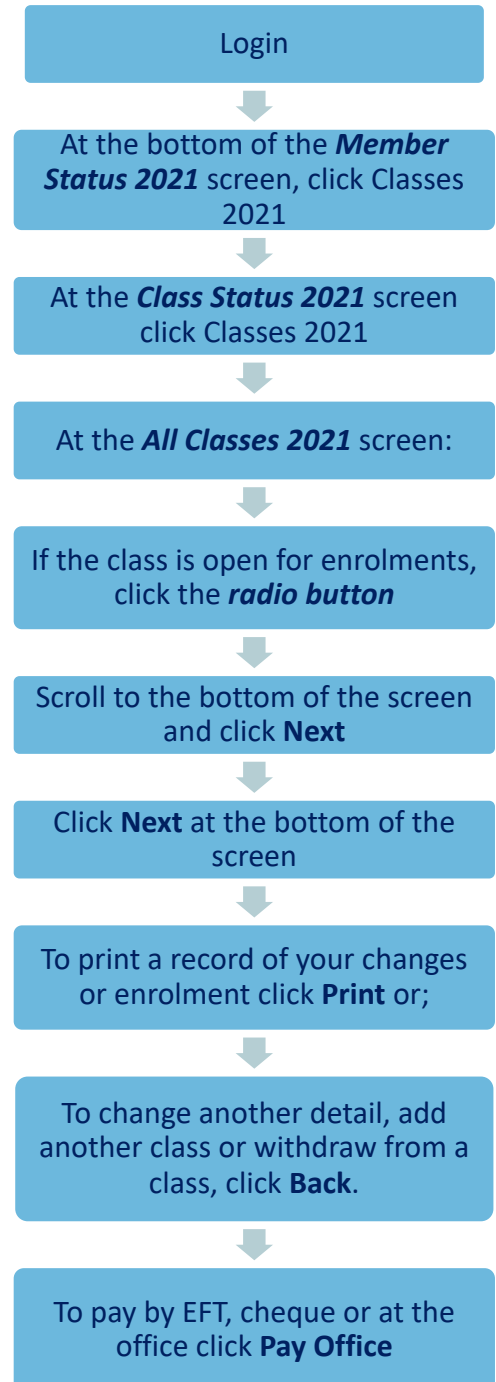 Login
At the bottom of the Member
Status 2021 screen, click Classes
2021
At the Class Status 2021 screen
click Classes 2021
At the All Classes 2021 screen:
If the class is open for enrolments,
click the radio button
Scroll to the bottom of the screen
and click Next
Click Next at the bottom of the
screen
To print a record of your changes
or enrolment click Print or;
To change another detail, add
another class or withdraw from a
class, click Back.
To pay by EFT, cheque or at the
office click Pay Office